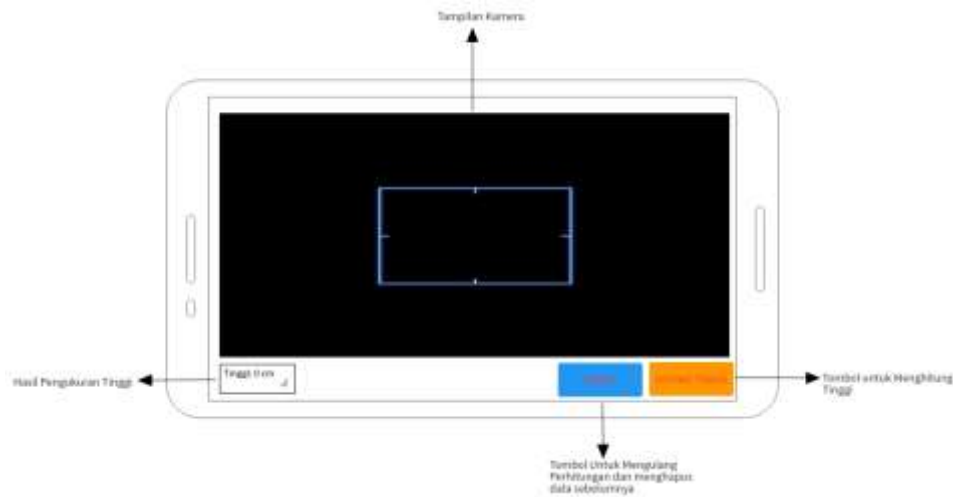 Tampilan Kamera
Hasil Pengukuran Tinggi
Tinggi: 0 cm
Tombol untuk Menghitung
Tinggi
Tombol Untuk Mengulang
Perhitungan dan menghapus
data sebelumnya